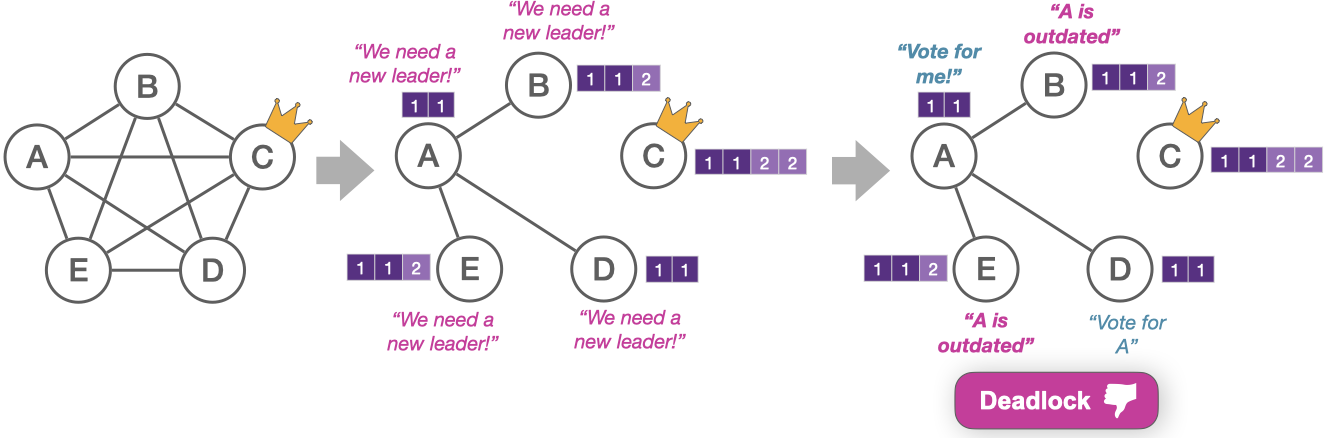 B
A
C
E
D
“We need a
new leader!”
1 1
“We need a
new leader!”
B
1 1 2
A
C
1 1 2 2
1 1 2
E
D
1 1
“We need a
new leader!”
“We need a
new leader!”
“Vote for
me!”
1 1
“A is
outdated”
B
1 1 2
A
C
1 1 2 2
1 1 2
E
D
1 1
“A is
outdated”
“Vote for
A”
Deadlock